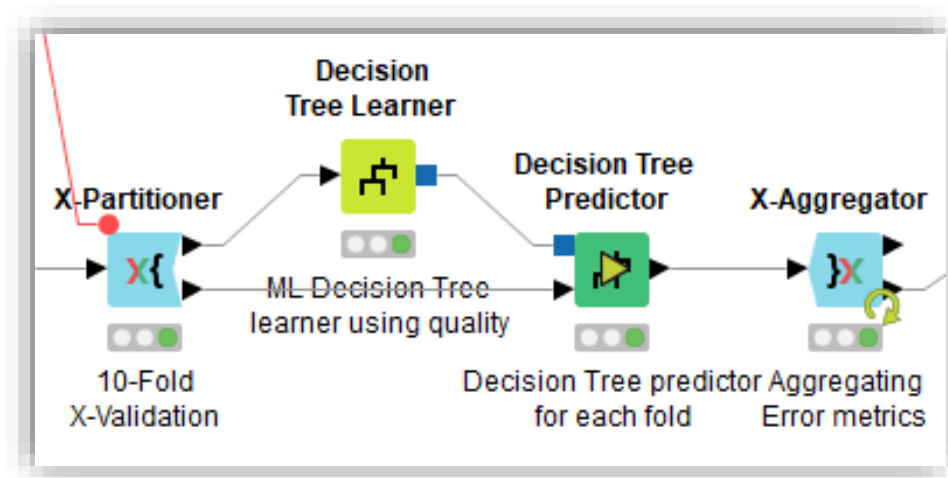 Decision
Tree Learner
Decision Tree
Predictor
X-Partitioner
X-Aggregator
X{
}X
ML Decision Tree
learner using quality
10-Fold
X-Validation
Decision Tree predictor
for each fold
Aggregating
Error metrics